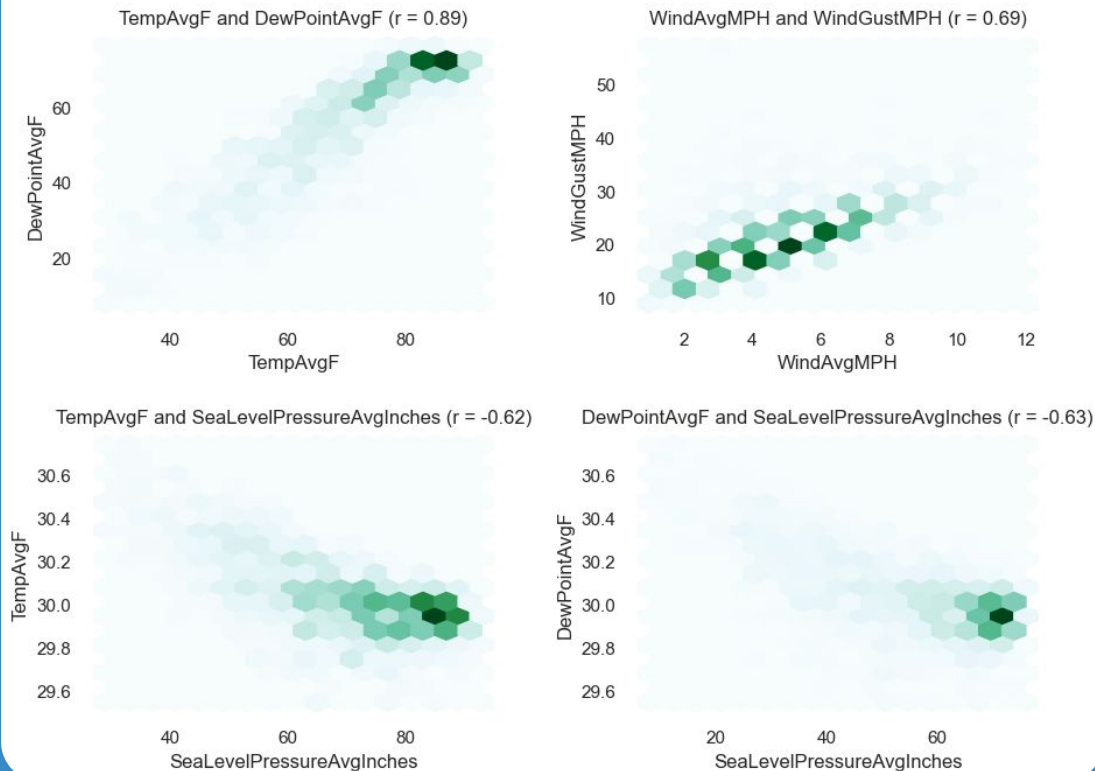 TempAvgF and DewPointAvgF (r = 0.89)
DewPointAvgF
60
40
20
40 60 80
TempAvgF
WindAvgMPH and WindGustMPH (r = 0.69)
WindGustMPH
50
40
30
20
10
2 4 6 8 10 12
WindAvgMPH
TempAvgF and SeaLevelPressureAvgInches (r = -0.62)
TempAvgF
30.6
30.4
30.2
30.0
29.8
29.6
40 60 80
SeaLevelPressureAvgInches
DewPointAvgF and SeaLevelPressureAvgInches (r = -0.63)
DewPointAvgF
30.6
30.4
30.2
30.0
29.8
29.6
20 60
SeaLevelPressureAvgInches